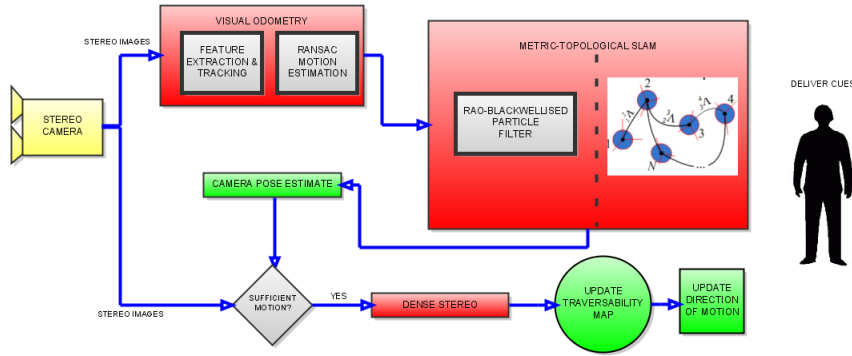 VISUAL ODOMETRY
STEREO IMAGES
FEATURE
EXTRACTION &
TRACKING
RANSAC
MOTION
ESTIMATION
METRIC-TOPOLOGICAL SLAM
RAO-BLACKWELLISED
PARTICLE
FILTER
1
2
3
4
N
...
DELIVER CUES
STEREO
CAMERA
CAMERA POSE ESTIMATE
SUFFICIENT
MOTION?
YES
STEREO IMAGES
DENSE STEREO
UPDATE
TRAVERSABILITY
MAP
UPDATE
DIRECTION
OF MOTION